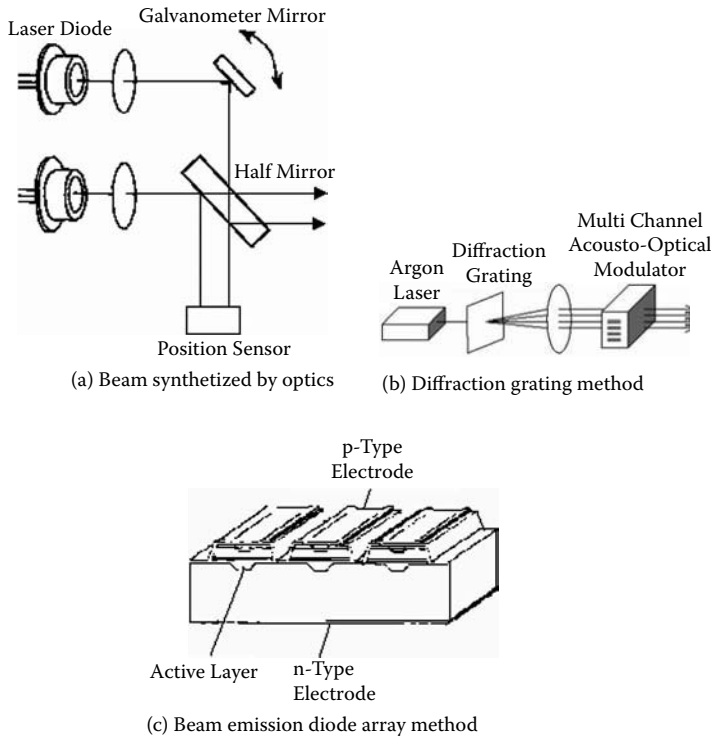 Galvanometer Mirror
Laser Diode
Half Mirror
Position Sensor
(a) Beam synthetized by optics
Multi Channel
Acousto-Optical
Modulator
Diffraction
Grating
Argon
Laser
(b) Diffraction grating method
p-Type
Electrode
Active Layer
n-Type
Electrode
(c) Beam emission diode array method